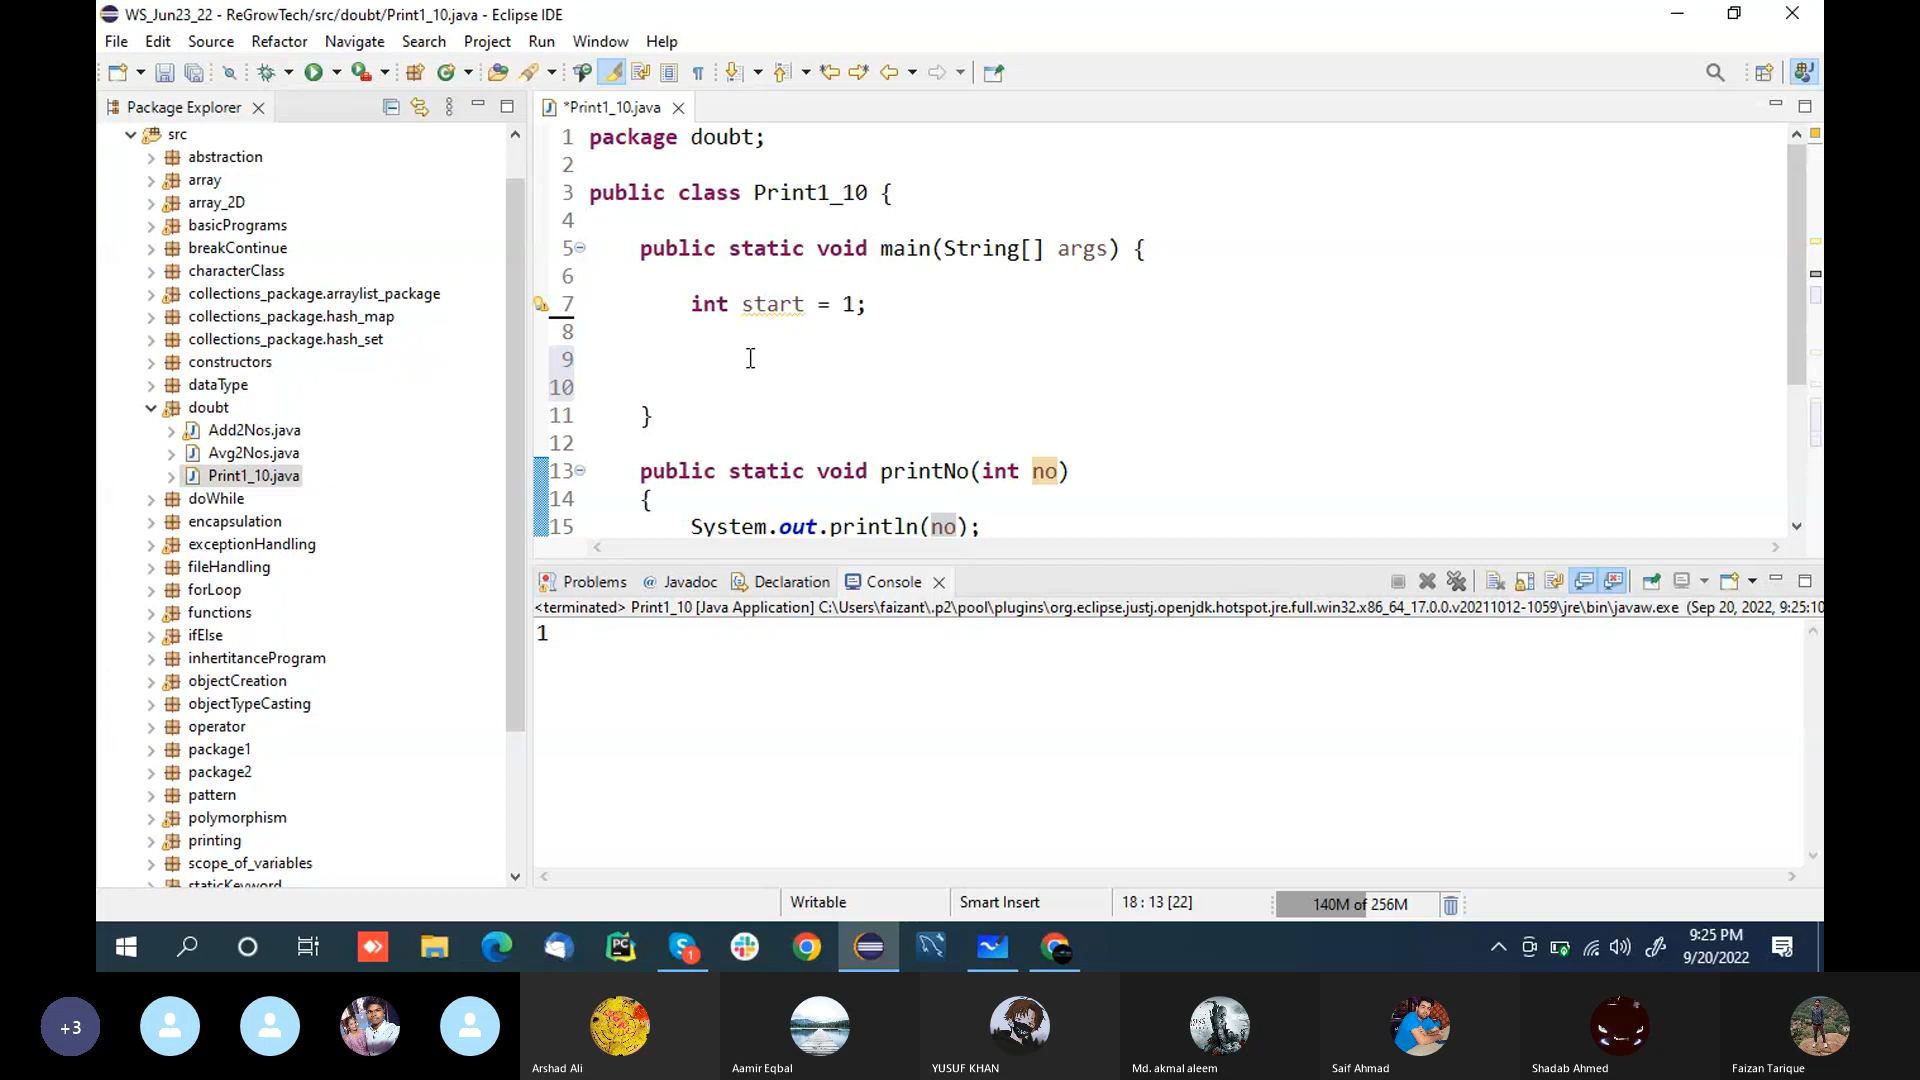 WS_Jun23_22 - ReGrowTech/src/doubt/Print1_10.java - Eclipse IDE
File Edit Source Refactor Navigate Search Project Run Window Help
Package Explorer
src
abstraction
array
array_2D
basicPrograms
breakContinue
characterClass
collections_package.arraylist_package
collections_package.hash_map
collections_package.hash_set
constructors
dataType
doubt
Add2Nos.java
Avg2Nos.java
Print1_10.java
doWhile
encapsulation
exceptionHandling
fileHandling
forLoop
functions
ifElse
inhertitanceProgram
objectCreation
objectTypeCasting
operator
package1
package2
pattern
polymorphism
printing
scope_of_variables
staticKeyword
*Print1_10.java
1 package doubt;
2
3 public class Print1_10 {
4
5 public static void main(String[] args) {
6
7 int start = 1;
8
9
10
11 }
12
13 public static void printNo(int no)
14 {
15 System.out.println(no);
Problems @ Javadoc Declaration Console
<terminated> Print1_10 [Java Application] C:\Users\faizant\.p2\pool\plugins\org.eclipse.justj.openjdk.hotspot.jre.full.win32.x86_64_17.0.0.v20211012-1059\jre\bin\javaw.exe (Sep 20, 2022, 9:25:10
1
Writable Smart Insert 18 : 13 [22] 140M of 256M
PC
1
9:25 PM
9/20/2022
+3
Arshad Ali
Aamir Eqbal
YUSUF KHAN
Md. akmal aleem
Saif Ahmad
Shadab Ahmed
Faizan Tarique